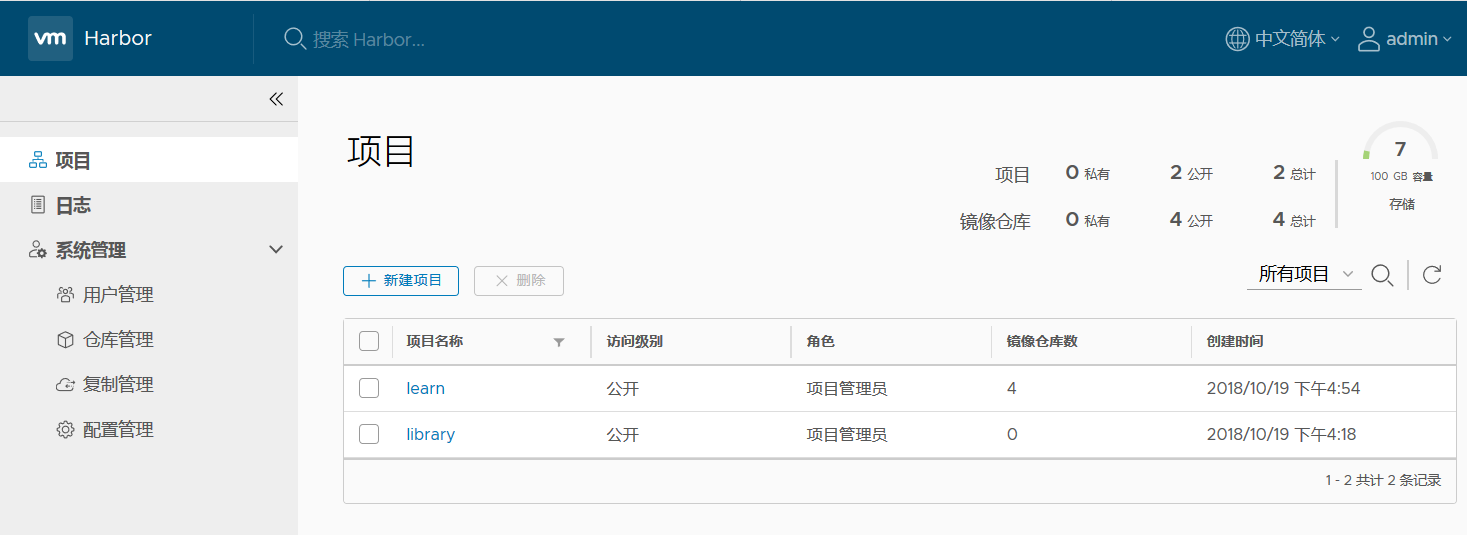 vm Harbor 搜索 Harbor... 中文简体 admin
项目
日志
系统管理
用户管理
仓库管理
复制管理
配置管理
项目
项目 0 私有 2 公开 2 总计
镜像仓库 0 私有 4 公开 4 总计
7
100 GB 容量
存储
新建项目 删除 所有项目
项目名称 访问级别 角色 镜像仓库数 创建时间
learn 公开 项目管理员 4 2018/10/19 下午4:54
library 公开 项目管理员 0 2018/10/19 下午4:18
1 - 2 共计 2 条记录